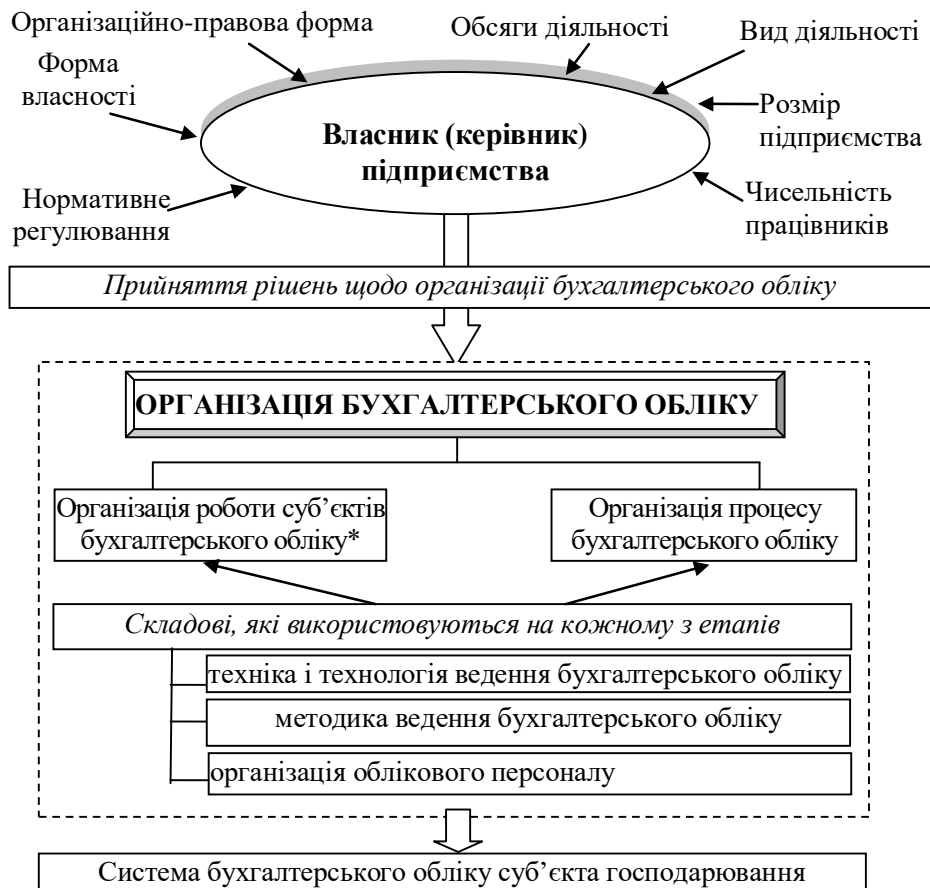 Організаційно-правова форма
Обсяги діяльності
Вид діяльності
Форма
власності
Розмір
підприємства
Власник (керівник)
підприємства
Нормативне
регулювання
Чисельність
працівників
Прийняття рішень щодо організації бухгалтерського обліку
ОРГАНІЗАЦІЯ БУХГАЛТЕРСЬКОГО ОБЛІКУ
Організація роботи суб’єктів
бухгалтерського обліку*
Організація процесу
бухгалтерського обліку
Складові, які використовуються на кожному з етапів
техніка і технологія ведення бухгалтерського обліку
методика ведення бухгалтерського обліку
організація облікового персоналу
Система бухгалтерського обліку суб’єкта господарювання